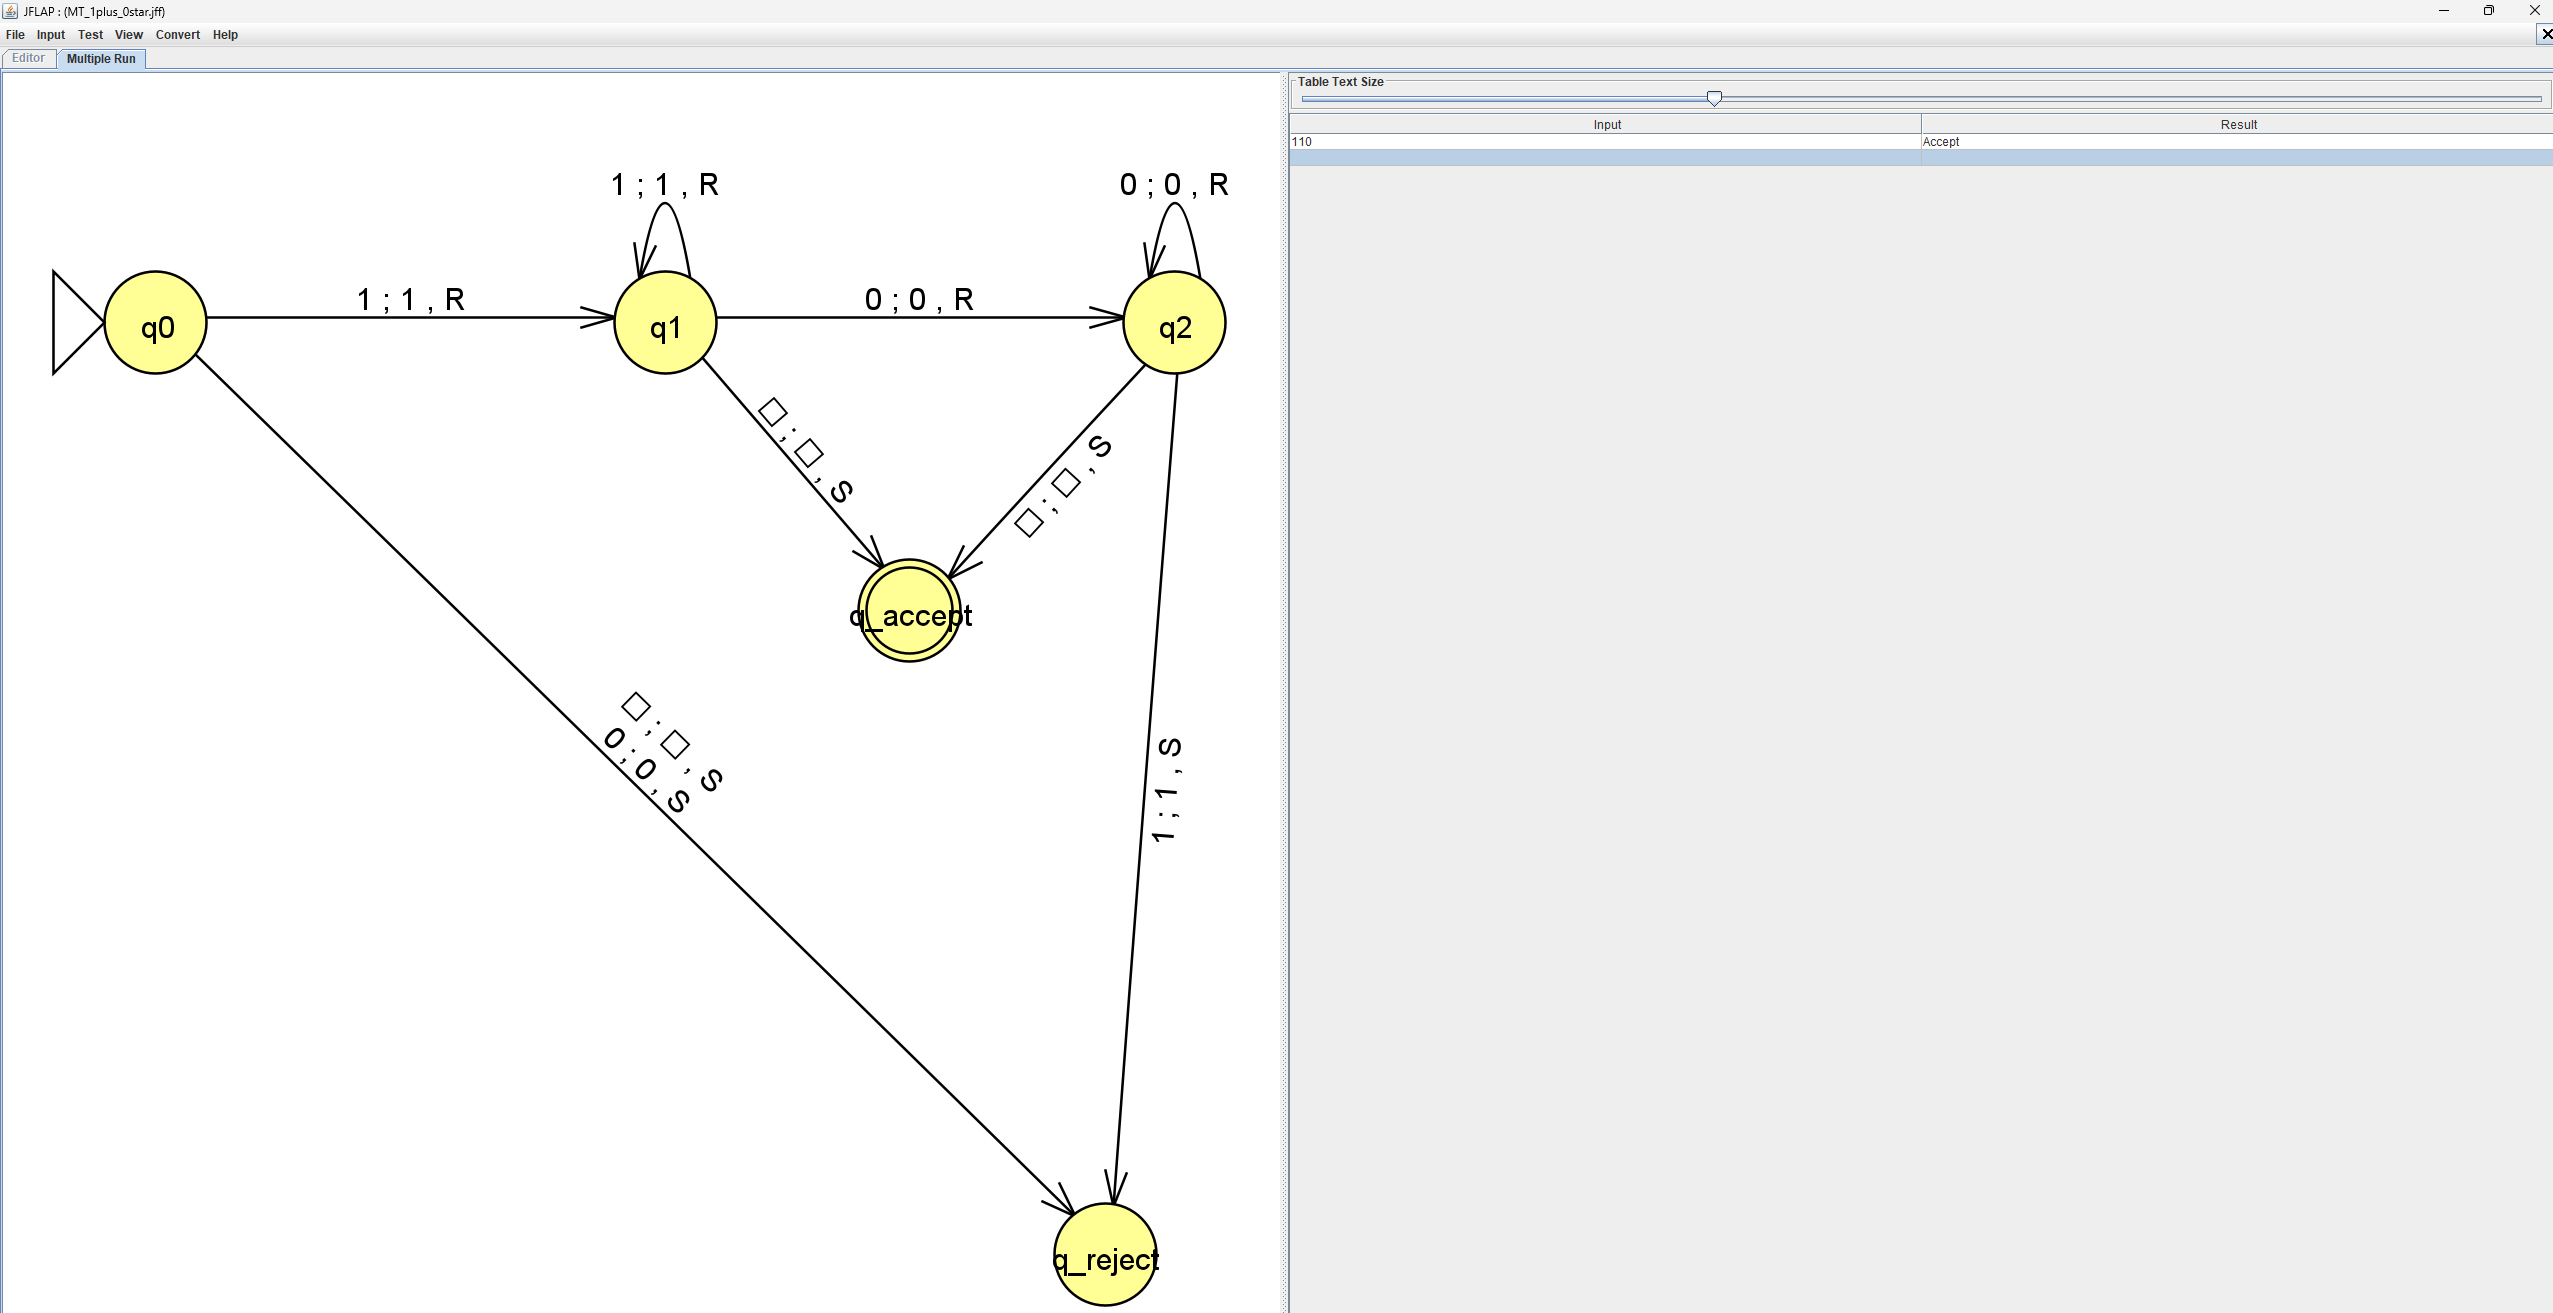 JFLAP : (MT_1plus_0star.jff)
File Input Test View Convert Help
Editor Multiple Run
Table Text Size
Input Result
110 Accept
1 ; 1 , R
0 ; 0 , R
q0
1 ; 1 , R
q1
0 ; 0 , R
q2
□ ; □ , S
□ ; □ , S
q_accept
□ ; □ , S
0 ; 0 , S
1 ; 1 , S
q_reject